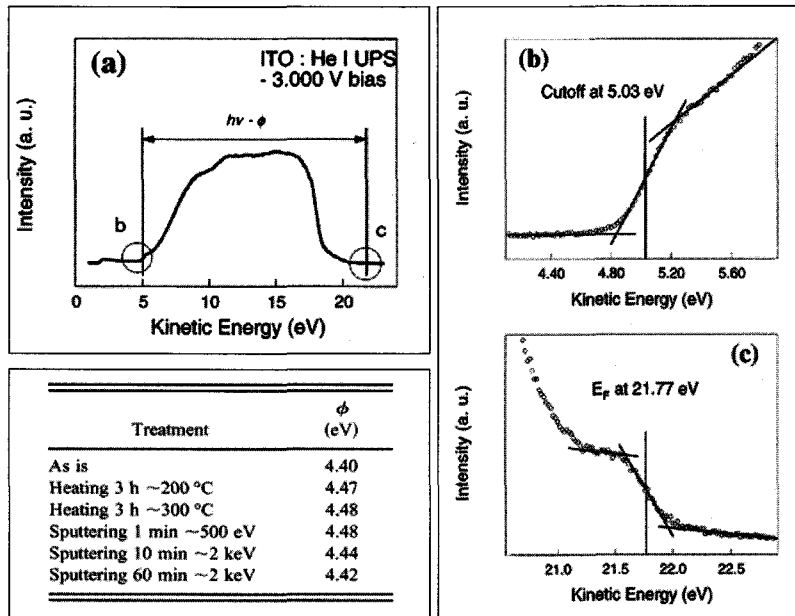 (a)
ITO : He I UPS
- 3.000 V bias
hν - ϕ
b
c
Intensity (a. u.)
0 5 10 15 20
Kinetic Energy (eV)
(b)
Cutoff at 5.03 eV
Intensity (a. u.)
4.40 4.80 5.20 5.60
Kinetic Energy (eV)
ϕ
Treatment (eV)
As is 4.40
Heating 3 h ~200 °C 4.47
Heating 3 h ~300 °C 4.48
Sputtering 1 min ~500 eV 4.48
Sputtering 10 min ~2 keV 4.44
Sputtering 60 min ~2 keV 4.42
(c)
E_F at 21.77 eV
Intensity (a. u.)
21.0 21.5 22.0 22.5
Kinetic Energy (eV)